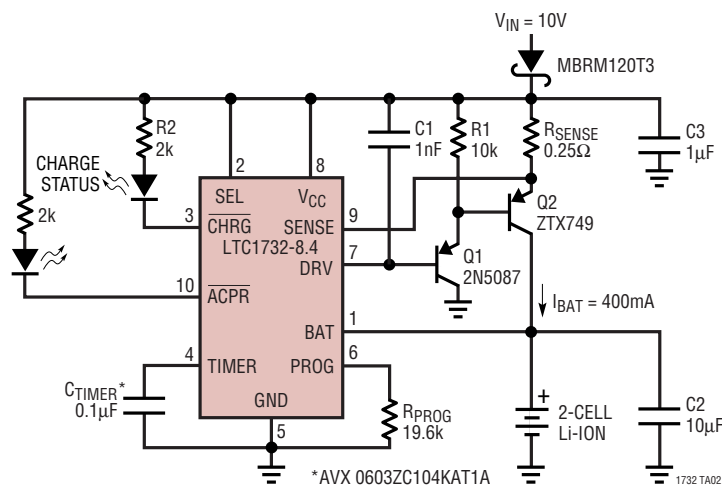 V_IN = 10V
MBRM120T3
R2
2k
CHARGE
STATUS
2k
C1
1nF
R1
10k
R_SENSE
0.25Ω
C3
1µF
2
8
SEL
V_CC
3
CHRG
SENSE
9
LTC1732-8.4
7
DRV
Q2
ZTX749
Q1
2N5087
10
ACPR
I_BAT = 400mA
BAT
1
4
TIMER
PROG
6
C_TIMER*
0.1µF
GND
5
R_PROG
19.6k
+
2-CELL
Li-ION
C2
10µF
*AVX 0603ZC104KAT1A
1732 TA02